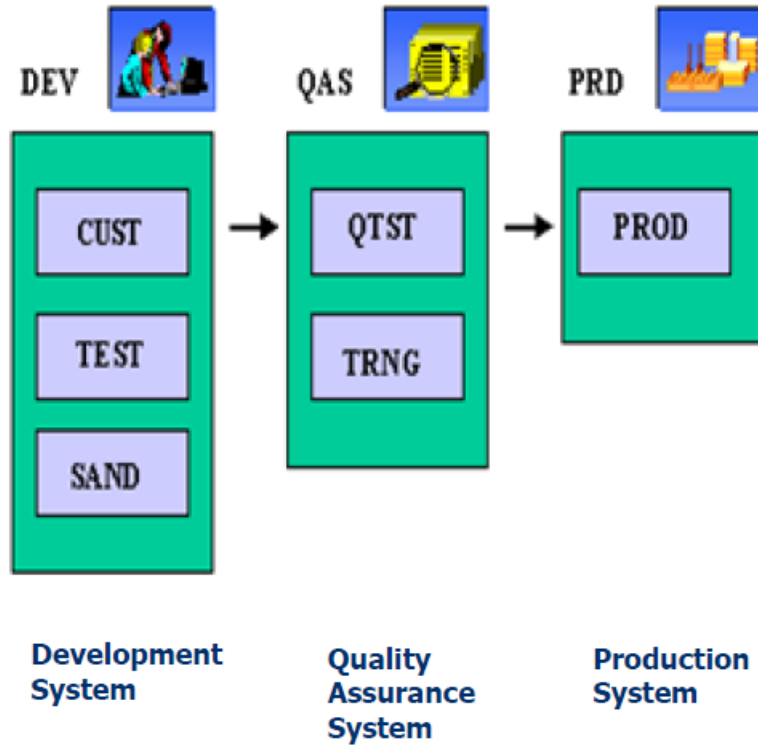 DEV
QAS
PRD
CUST
QTST
PROD
TEST
TRNG
SAND
Development
System
Quality
Assurance
System
Production
System